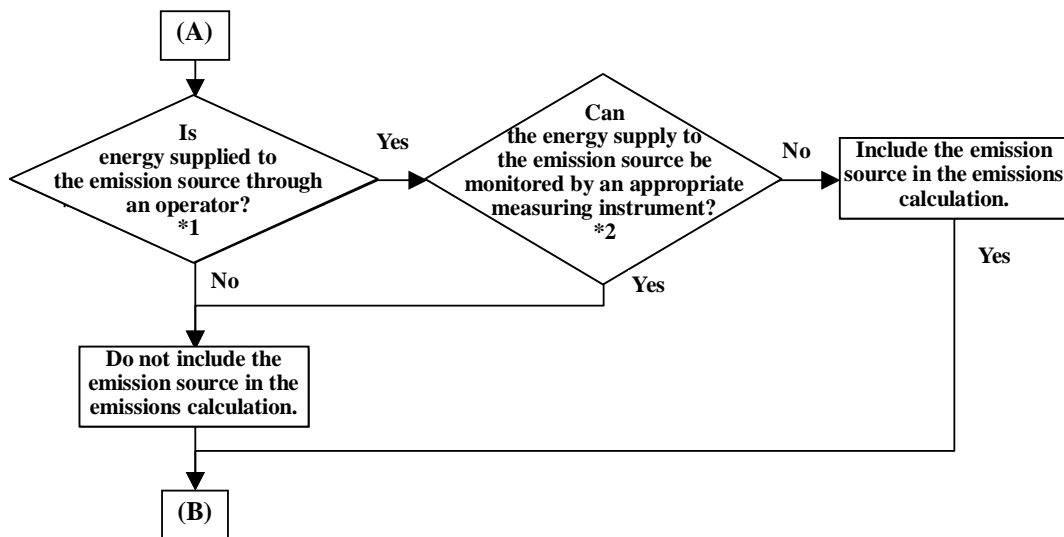 (A)
Is
energy supplied to
the emission source through
an operator?
*1
Yes
No
Can
the energy supply to
the emission source be
monitored by an appropriate
measuring instrument?
*2
No
Yes
Include the emission
source in the emissions
calculation.
Yes
Do not include the
emission source in the
emissions calculation.
(B)